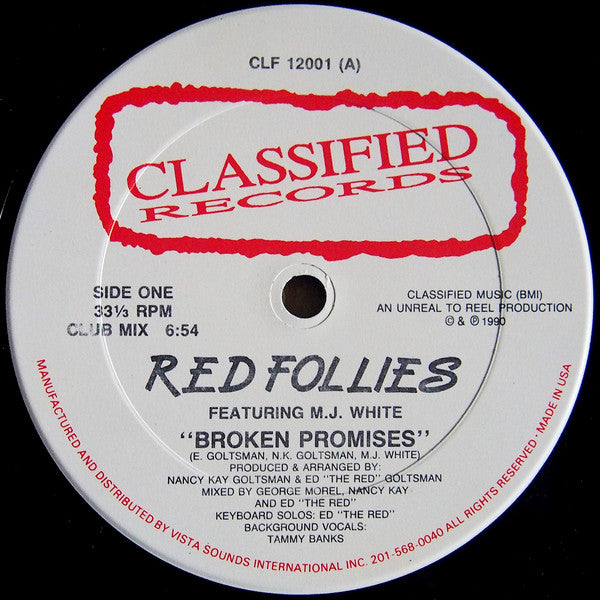 CLF 12001 (A)
CLASSIFIED
RECORDS
SIDE ONE
33⅓ RPM
CLUB MIX 6:54
CLASSIFIED MUSIC (BMI)
AN UNREAL TO REEL PRODUCTION
© & ℗ 1990
RED FOLLIES
FEATURING M.J. WHITE
"BROKEN PROMISES"
(E. GOLTSMAN, N.K. GOLTSMAN, M.J. WHITE)
PRODUCED & ARRANGED BY:
NANCY KAY GOLTSMAN & ED "THE RED" GOLTSMAN
MIXED BY GEORGE MOREL, NANCY KAY
AND ED "THE RED"
KEYBOARD SOLOS: ED "THE RED"
BACKGROUND VOCALS:
TAMMY BANKS
MANUFACTURED AND DISTRIBUTED BY VISTA SOUNDS INTERNATIONAL INC. 201-568-0040 ALL RIGHTS RESERVED • MADE IN USA